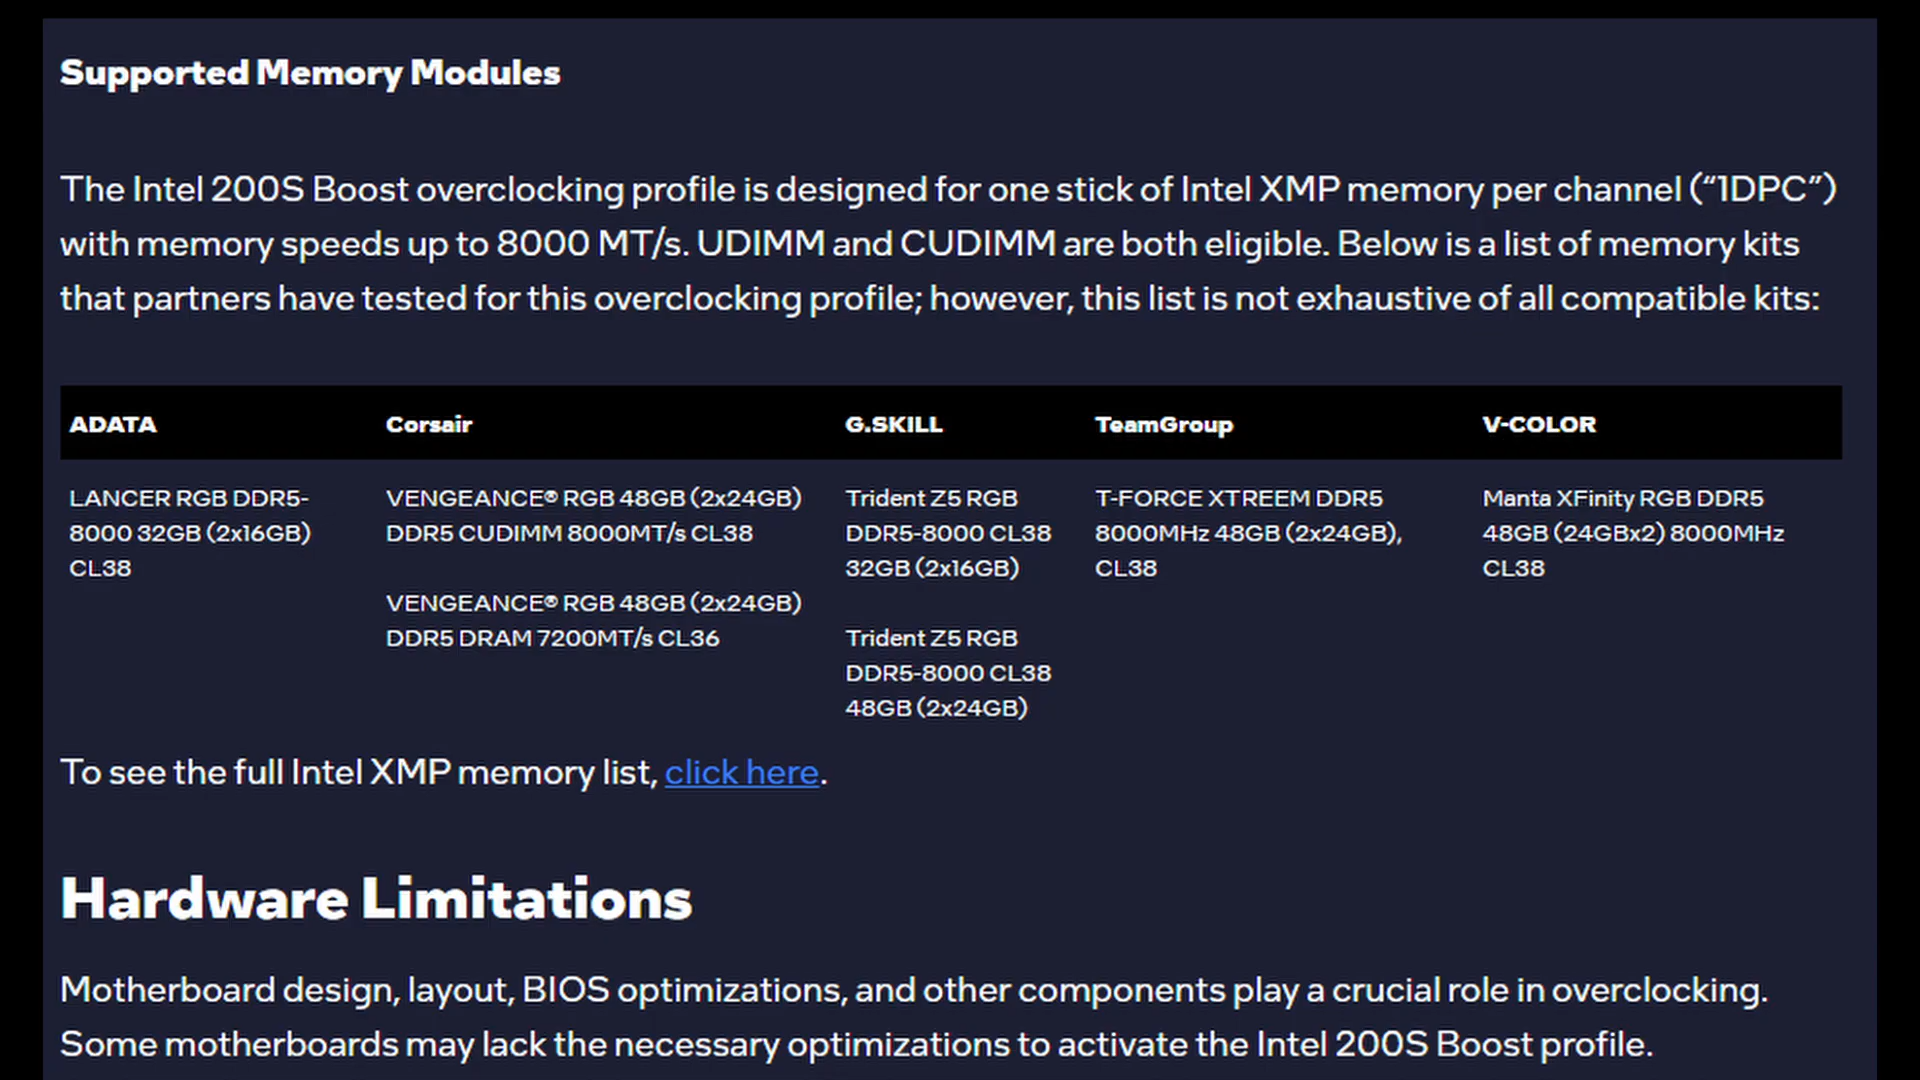 Supported Memory Modules
The Intel 200S Boost overclocking profile is designed for one stick of Intel XMP memory per channel (“1DPC”)
with memory speeds up to 8000 MT/s. UDIMM and CUDIMM are both eligible. Below is a list of memory kits
that partners have tested for this overclocking profile; however, this list is not exhaustive of all compatible kits:
ADATA
Corsair
G.SKILL
TeamGroup
V-COLOR
LANCER RGB DDR5-
8000 32GB (2x16GB)
CL38
VENGEANCE® RGB 48GB (2x24GB)
DDR5 CUDIMM 8000MT/s CL38
VENGEANCE® RGB 48GB (2x24GB)
DDR5 DRAM 7200MT/s CL36
Trident Z5 RGB
DDR5-8000 CL38
32GB (2x16GB)
Trident Z5 RGB
DDR5-8000 CL38
48GB (2x24GB)
T-FORCE XTREEM DDR5
8000MHz 48GB (2x24GB),
CL38
Manta XFinity RGB DDR5
48GB (24GBx2) 8000MHz
CL38
To see the full Intel XMP memory list, click here.
Hardware Limitations
Motherboard design, layout, BIOS optimizations, and other components play a crucial role in overclocking.
Some motherboards may lack the necessary optimizations to activate the Intel 200S Boost profile.